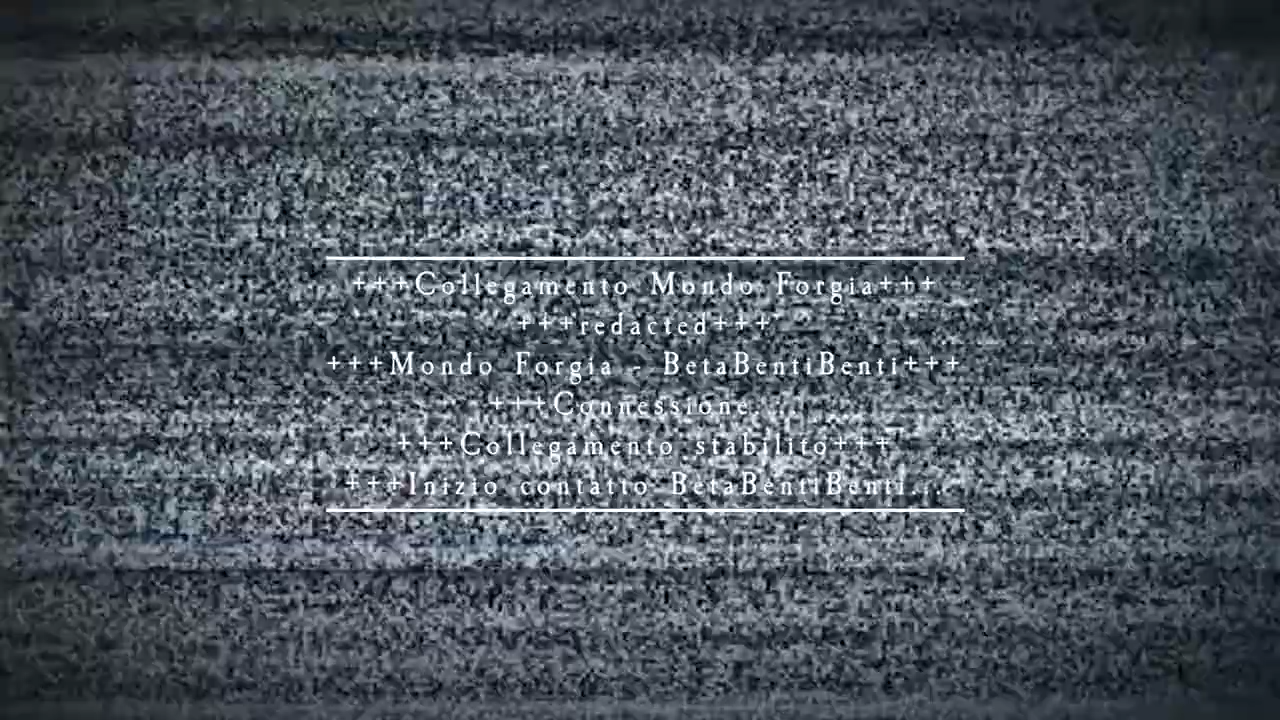 +++Collegamento Mondo Forgia+++
+++redacted+++
+++Mondo Forgia - BetaBentiBenti+++
+++Connessione....
+++Collegamento stabilito+++
+++Inizio contatto BetaBentiBenti...